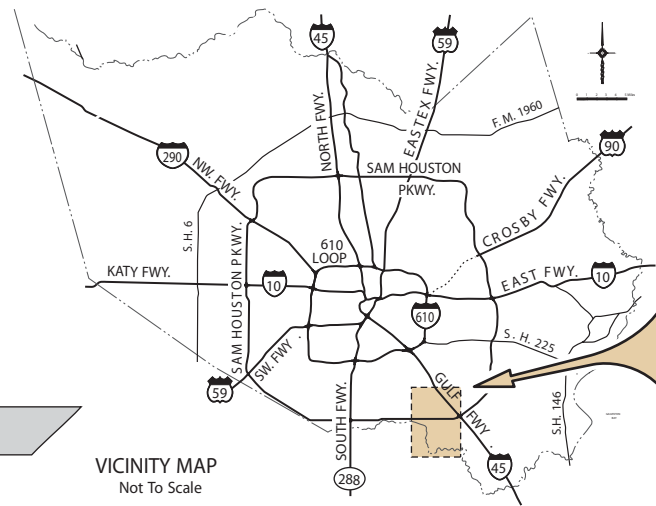 45
59
F. M. 1960
90
290
NW. FWY.
NORTH FWY.
EASTEX FWY.
SAM HOUSTON
PKWY.
CROSBY FWY.
S.H. 6
SAM HOUSTON PKWY.
610
LOOP
KATY FWY.
10
EAST FWY.
10
610
S. H. 225
SW. FWY.
59
SOUTH FWY.
GULF FWY.
S.H. 146
288
45
VICINITY MAP
Not To Scale